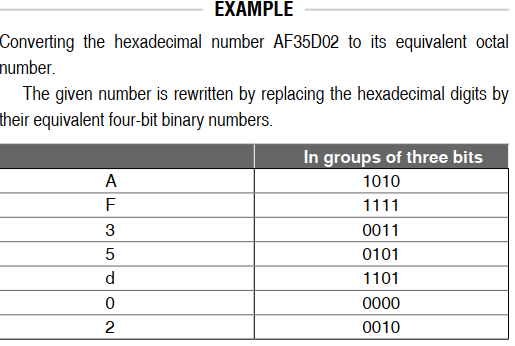 EXAMPLE
Converting the hexadecimal number AF35D02 to its equivalent octal
number.
The given number is rewritten by replacing the hexadecimal digits by
their equivalent four-bit binary numbers.
In groups of three bits
A 1010
F 1111
3 0011
5 0101
d 1101
0 0000
2 0010